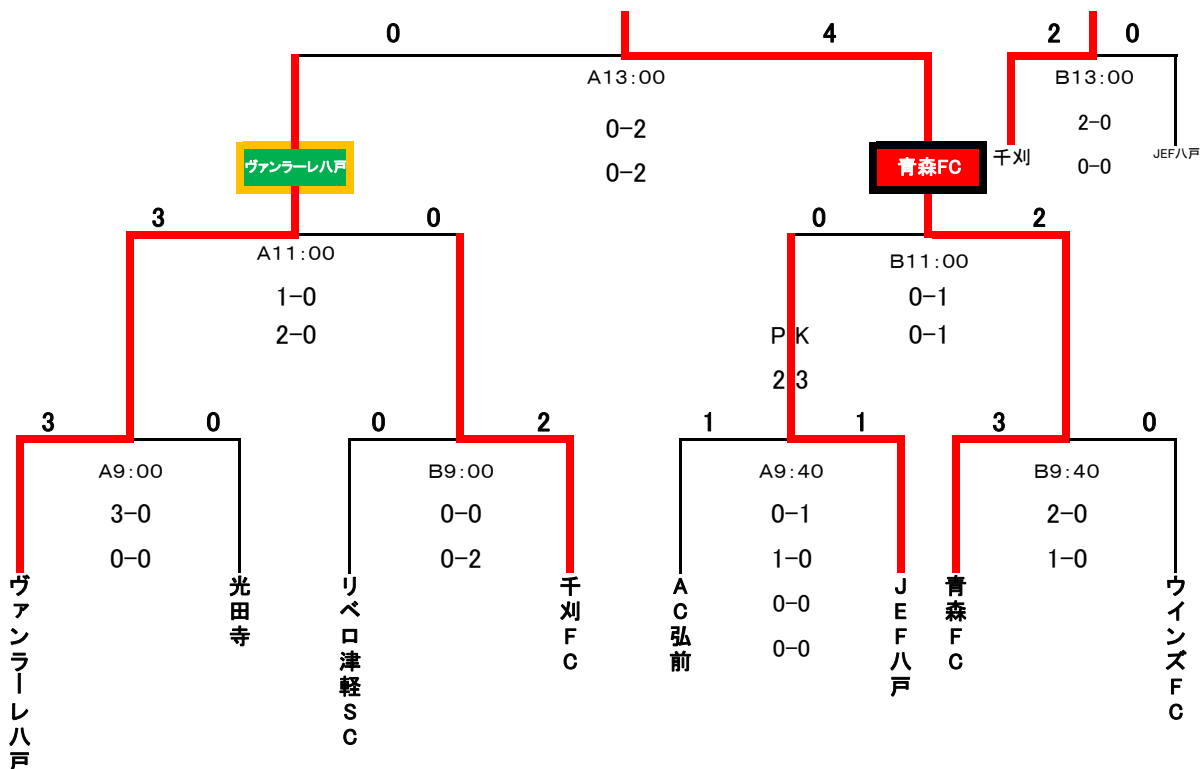 0
4
2
0
A13:00
B13:00
0-2
0-2
2-0
0-0
ヴァンラーレ八戸
青森FC
千刈
JEF八戸
3
0
0
2
A11:00
B11:00
1-0
2-0
0-1
0-1
PK
2 3
3
0
0
2
1
1
3
0
A9:00
B9:00
A9:40
B9:40
3-0
0-0
0-0
0-2
0-1
1-0
0-0
0-0
2-0
1-0
ヴァンラーレ八戸
光田寺
リベロ津軽SC
千刈FC
AC弘前
JEF八戸
青森FC
ウインズFC